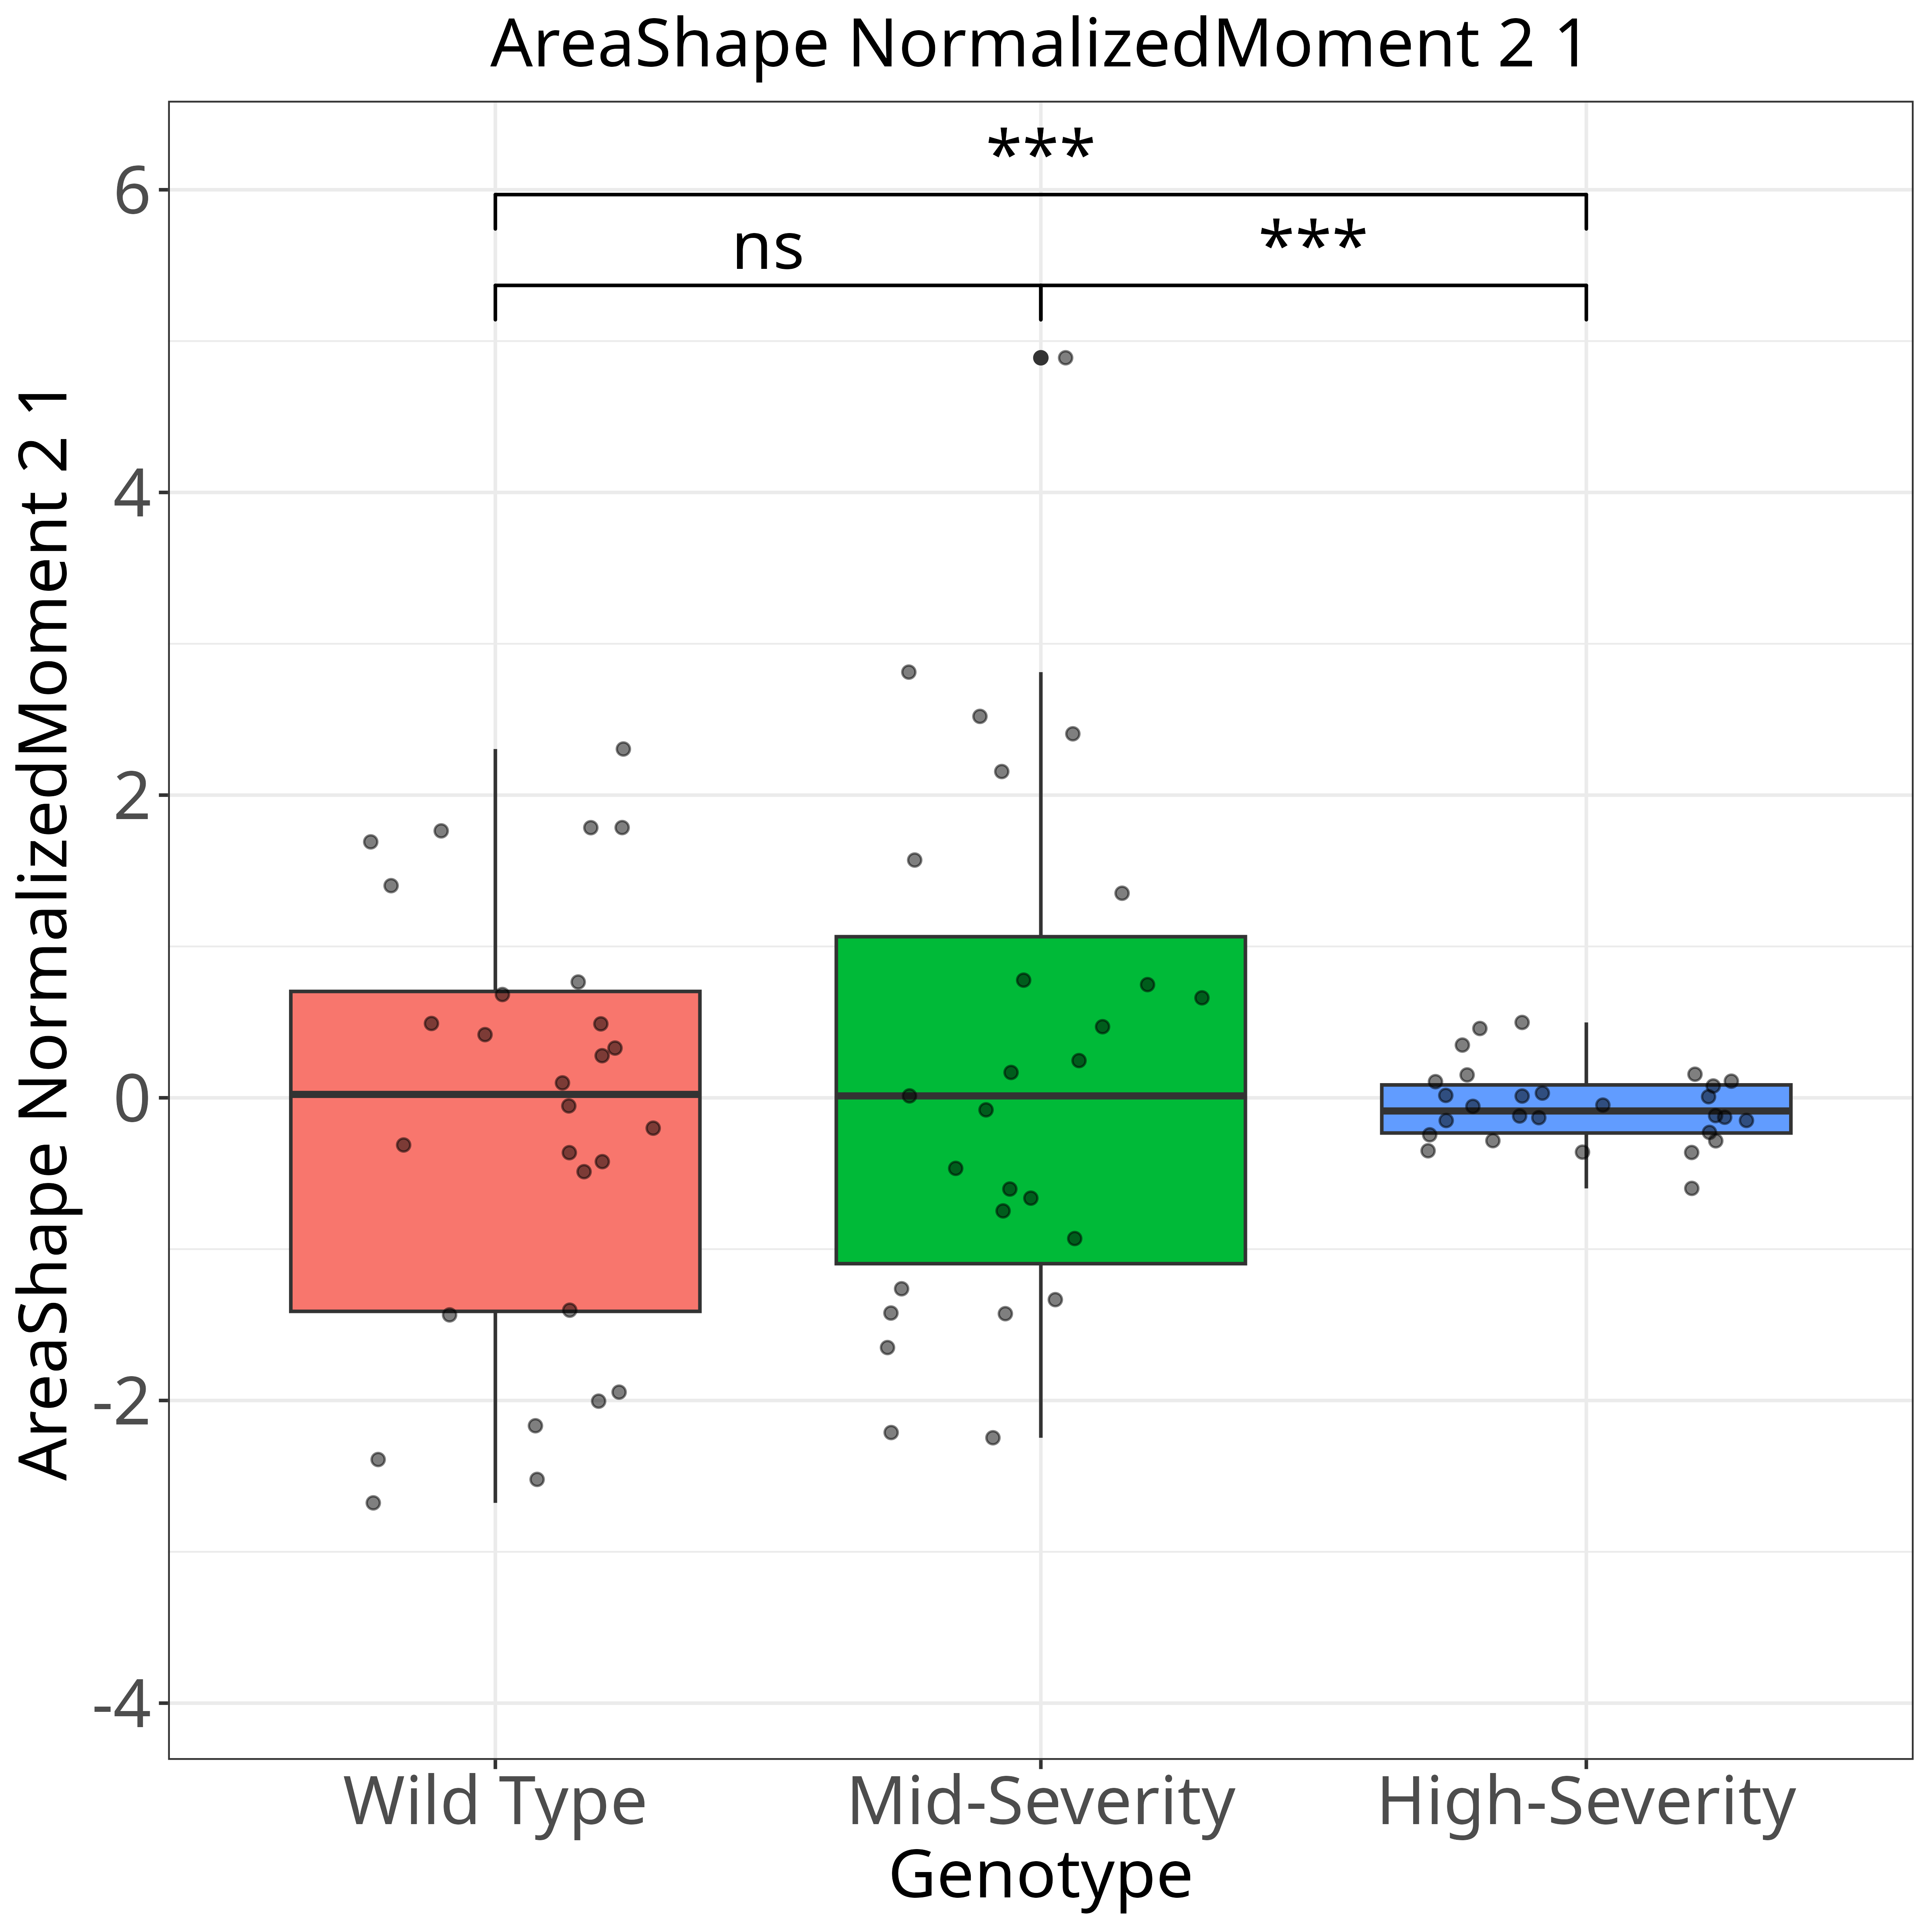 AreaShape NormalizedMoment 2 1
***
ns
***
6
4
2
0
-2
-4
AreaShape NormalizedMoment 2 1
Wild Type
Mid-Severity
High-Severity
Genotype